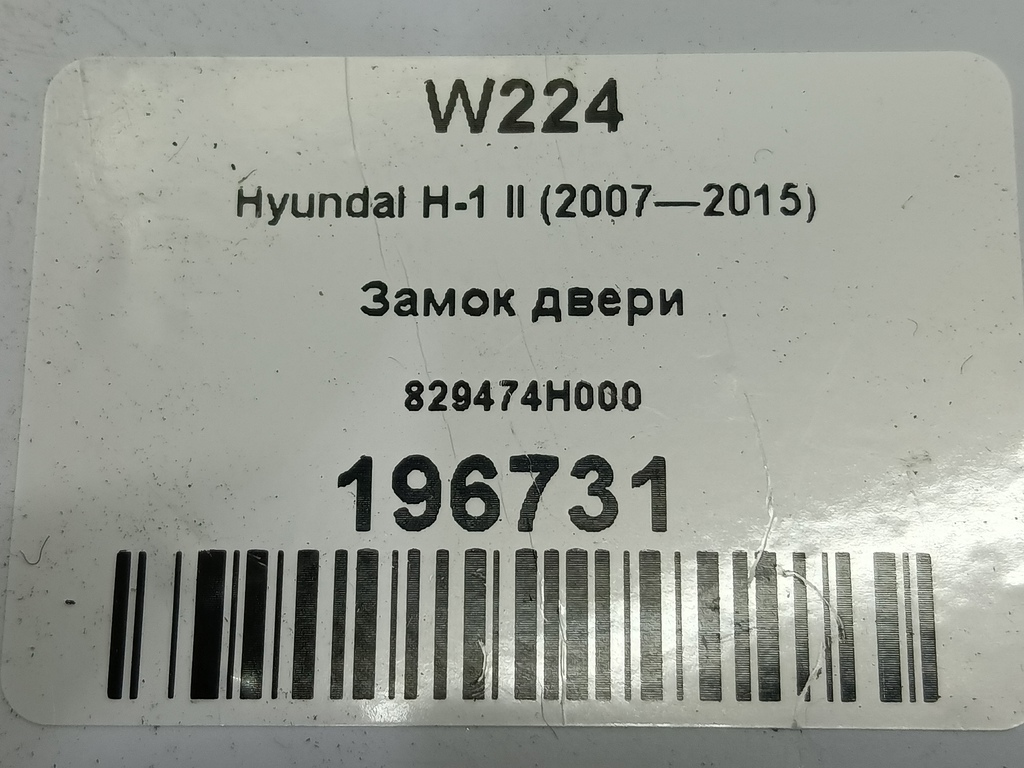 W224
Hyundai H-1 II (2007—2015)
Замок двери
829474H000
196731